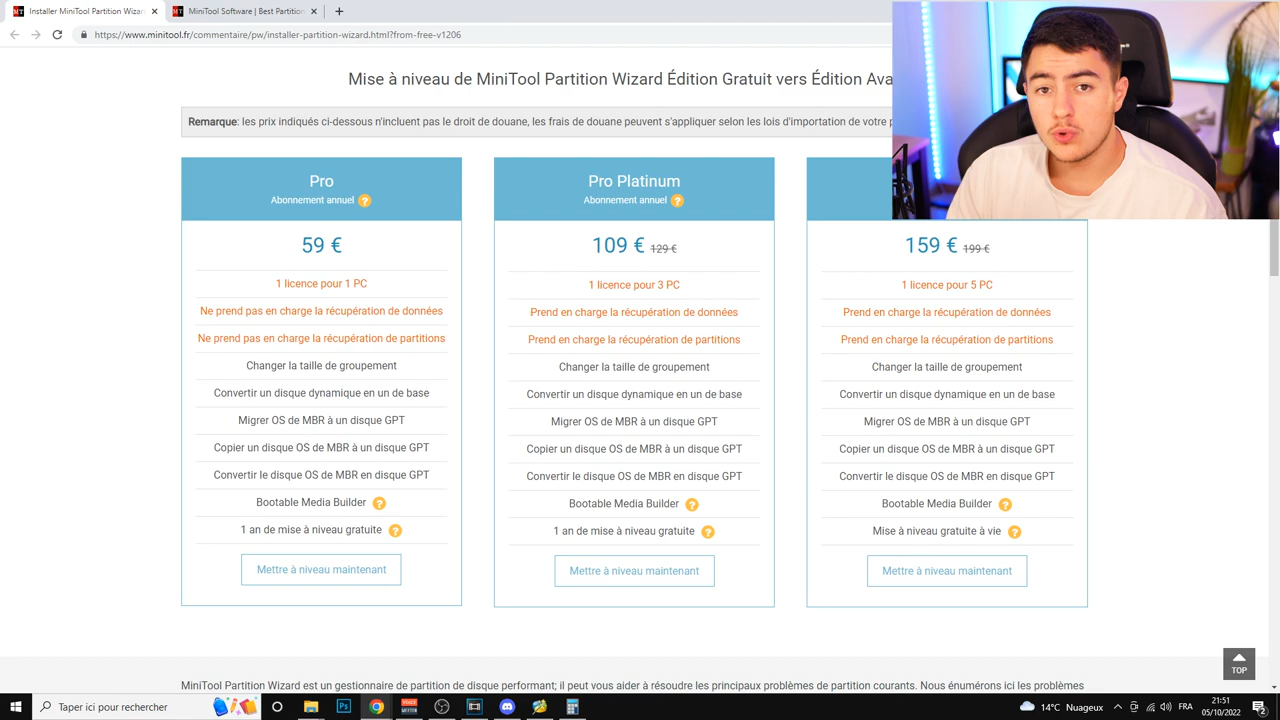 Installer MiniTool Partition Wizar
MiniTool Software | Best Partition
https://www.minitool.fr/commentaire/pw/installer-partition-wizard.html?from-free-v1206
Mise à niveau de MiniTool Partition Wizard Édition Gratuit vers Édition Ava
Remarque: les prix indiqués ci-dessous n'incluent pas le droit de douane, les frais de douane peuvent s'appliquer selon les lois d'importation de votre p
Pro
Abonnement annuel ?
59 €
1 licence pour 1 PC
Ne prend pas en charge la récupération de données
Ne prend pas en charge la récupération de partitions
Changer la taille de groupement
Convertir un disque dynamique en un de base
Migrer OS de MBR à un disque GPT
Copier un disque OS de MBR à un disque GPT
Convertir le disque OS de MBR en disque GPT
Bootable Media Builder ?
1 an de mise à niveau gratuite ?
Mettre à niveau maintenant
Pro Platinum
Abonnement annuel ?
109 € 129 €
1 licence pour 3 PC
Prend en charge la récupération de données
Prend en charge la récupération de partitions
Changer la taille de groupement
Convertir un disque dynamique en un de base
Migrer OS de MBR à un disque GPT
Copier un disque OS de MBR à un disque GPT
Convertir le disque OS de MBR en disque GPT
Bootable Media Builder ?
1 an de mise à niveau gratuite ?
Mettre à niveau maintenant
159 € 199 €
1 licence pour 5 PC
Prend en charge la récupération de données
Prend en charge la récupération de partitions
Changer la taille de groupement
Convertir un disque dynamique en un de base
Migrer OS de MBR à un disque GPT
Copier un disque OS de MBR à un disque GPT
Convertir le disque OS de MBR en disque GPT
Bootable Media Builder ?
Mise à niveau gratuite à vie ?
Mettre à niveau maintenant
TOP
MiniTool Partition Wizard est un gestionnaire de partition de disque performant; il peut vous aider à résoudre les principaux problèmes de partition courants. Nous énumérons ici les problèmes
Taper ici pour rechercher
14°C Nuageux
FRA
21:51
05/10/2022